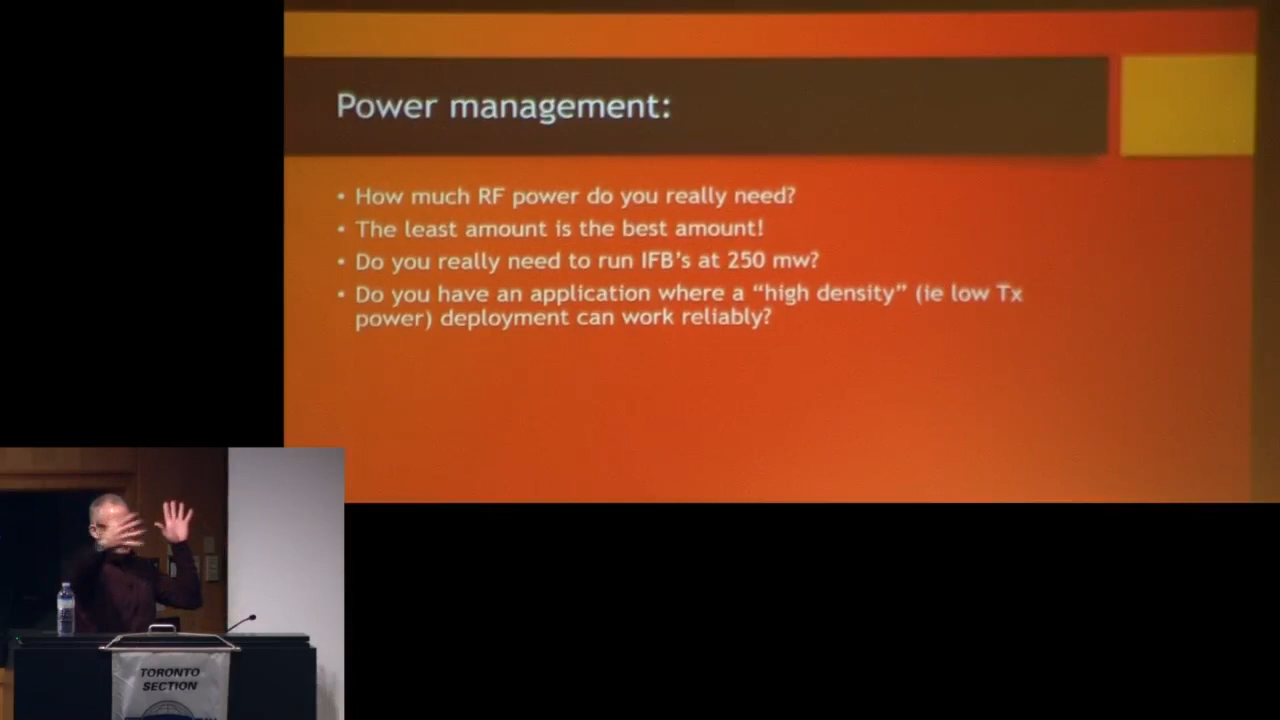 Power management:
• How much RF power do you really need?
• The least amount is the best amount!
• Do you really need to run IFB's at 250 mw?
• Do you have an application where a “high density” (ie low Tx
power) deployment can work reliably?
TORONTO
SECTION